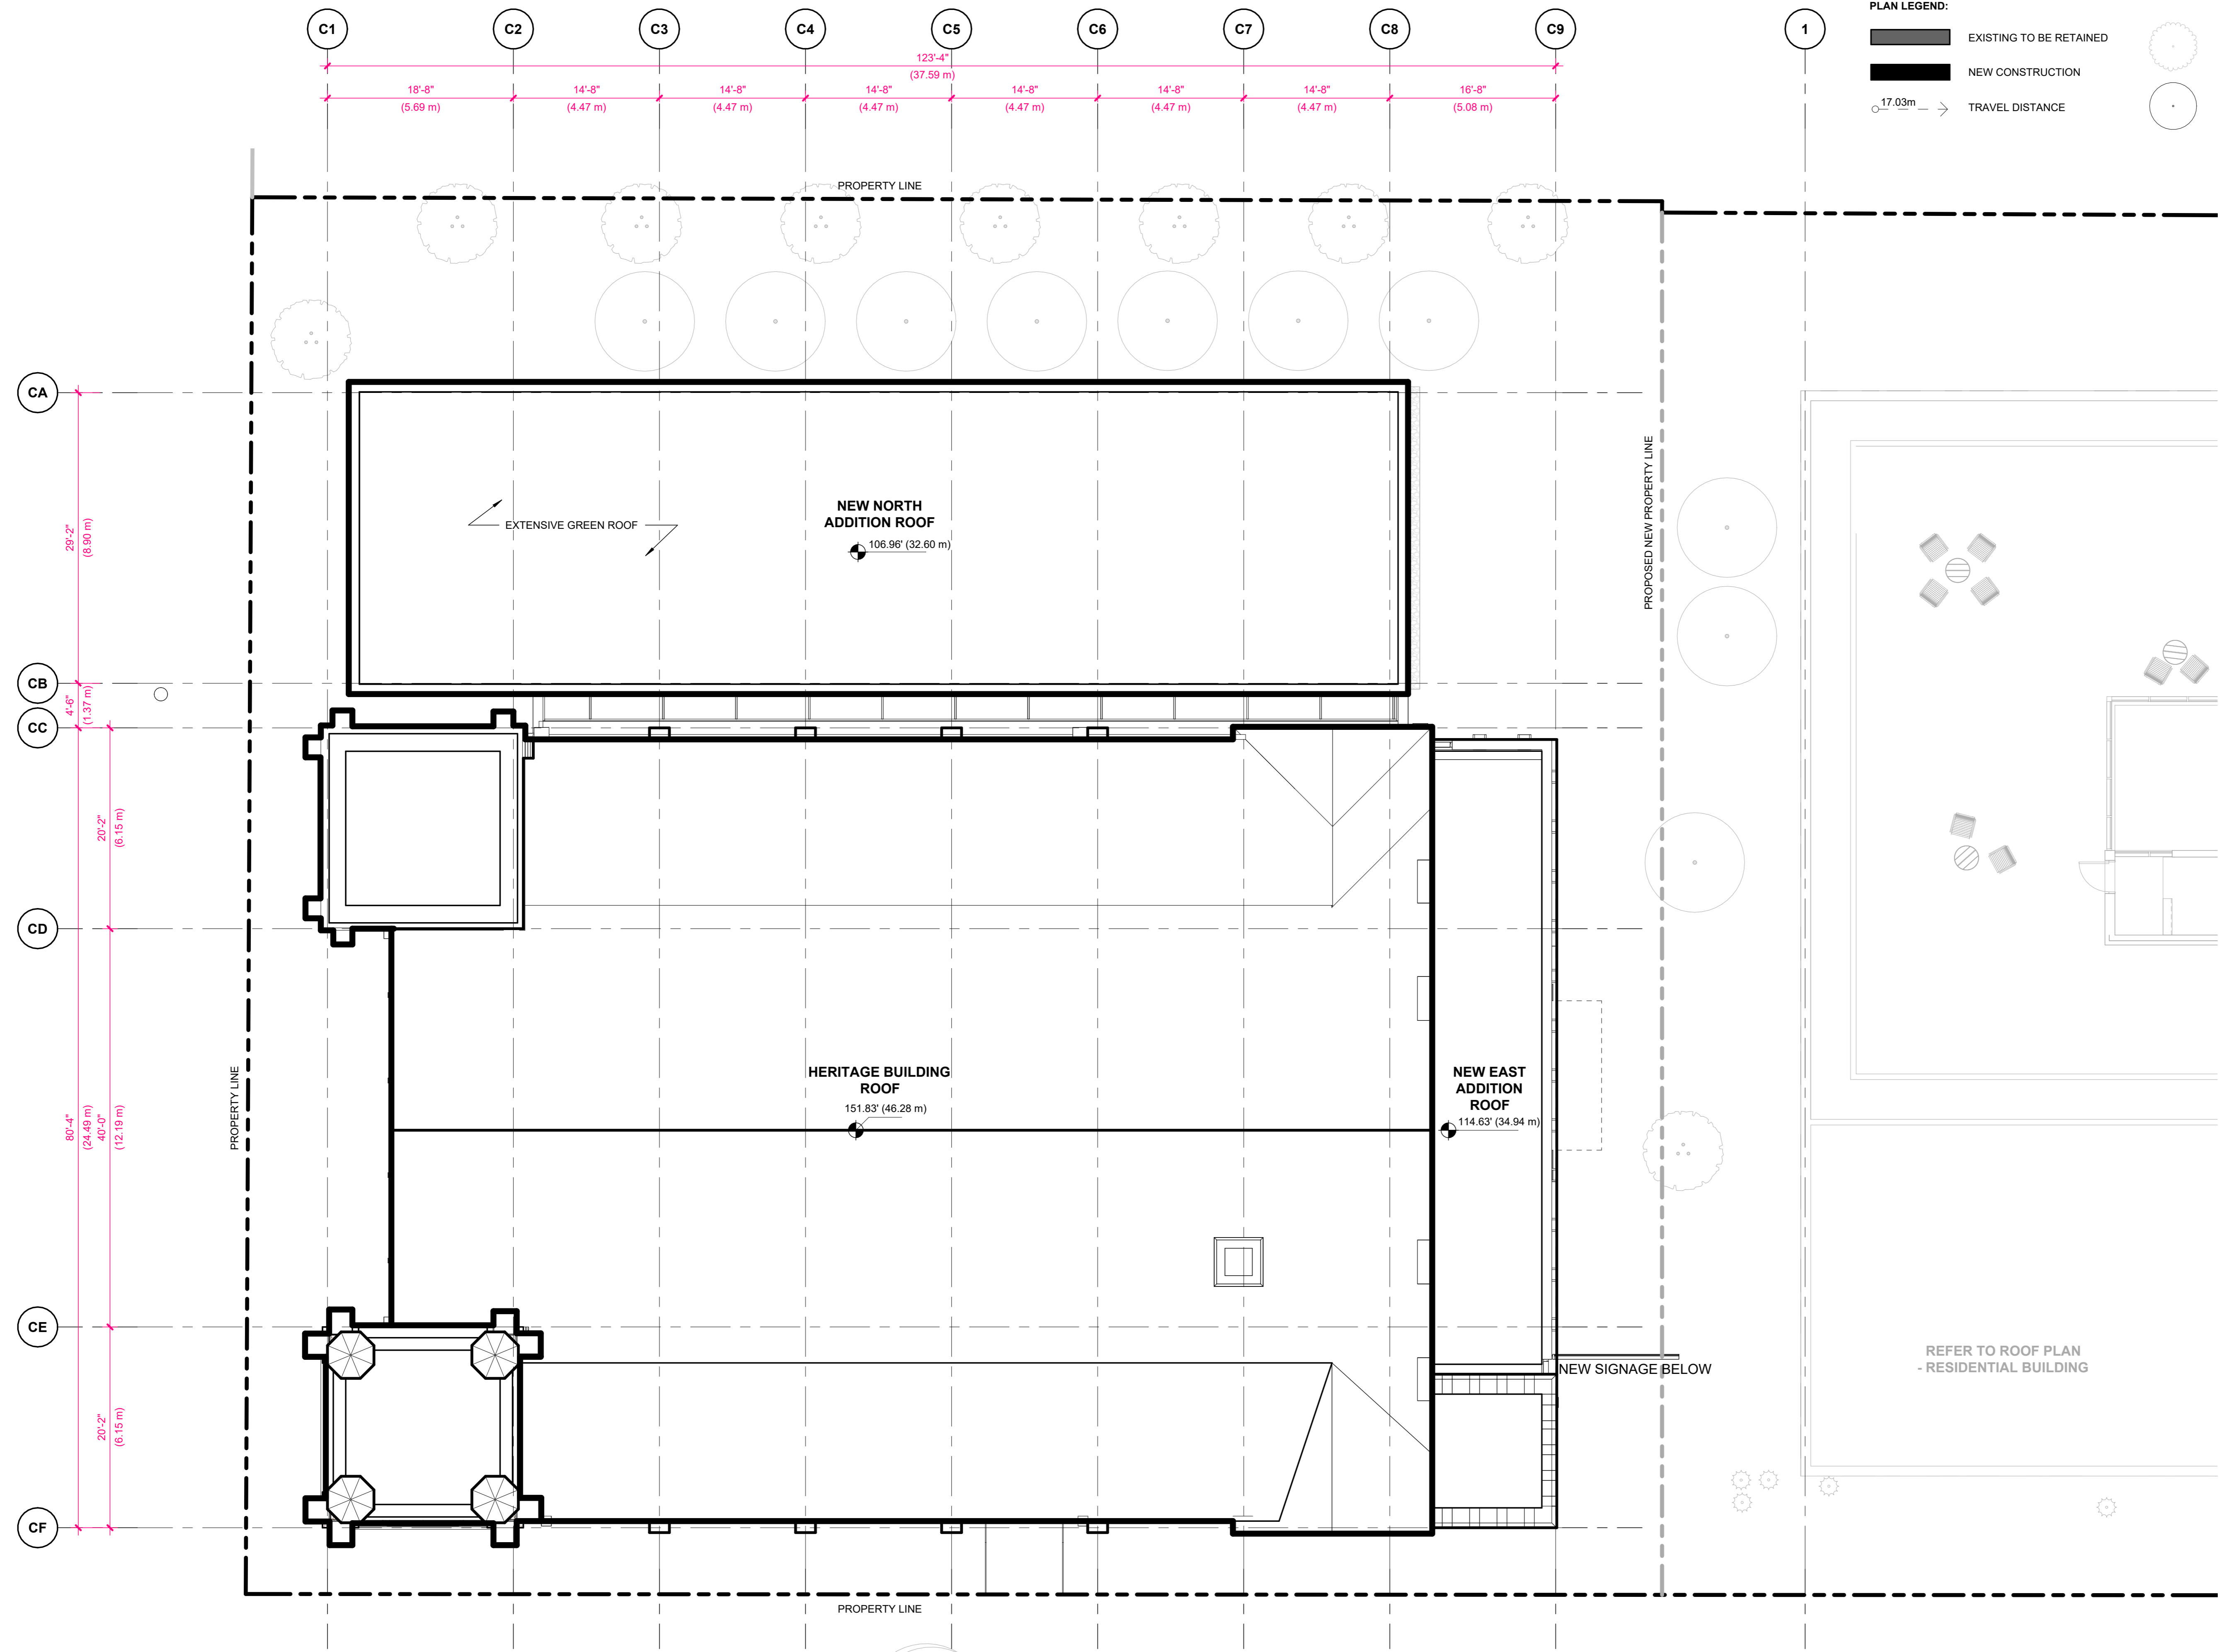 C1 C2 C3 C4 C5 C6 C7 C8 C9 1
PLAN LEGEND:
EXISTING TO BE RETAINED
NEW CONSTRUCTION
17.03m
TRAVEL DISTANCE
123'-4"
(37.59 m)
18'-8" 14'-8" 14'-8" 14'-8" 14'-8" 14'-8" 14'-8" 16'-8"
(5.69 m) (4.47 m) (4.47 m) (4.47 m) (4.47 m) (4.47 m) (4.47 m) (5.08 m)
PROPERTY LINE
CA
29'-2"
(8.90 m)
NEW NORTH
ADDITION ROOF
EXTENSIVE GREEN ROOF
106.96' (32.60 m)
PROPOSED NEW PROPERTY LINE
CB
4'-6"
(1.37 m)
CC
20'-2"
(6.15 m)
CD
PROPERTY LINE
80'-4"
(24.49 m)
40'-0"
(12.19 m)
HERITAGE BUILDING
ROOF
151.83' (46.28 m)
NEW EAST
ADDITION
ROOF
114.63' (34.94 m)
CE
REFER TO ROOF PLAN
- RESIDENTIAL BUILDING
NEW SIGNAGE BELOW
20'-2"
(6.15 m)
CF
PROPERTY LINE